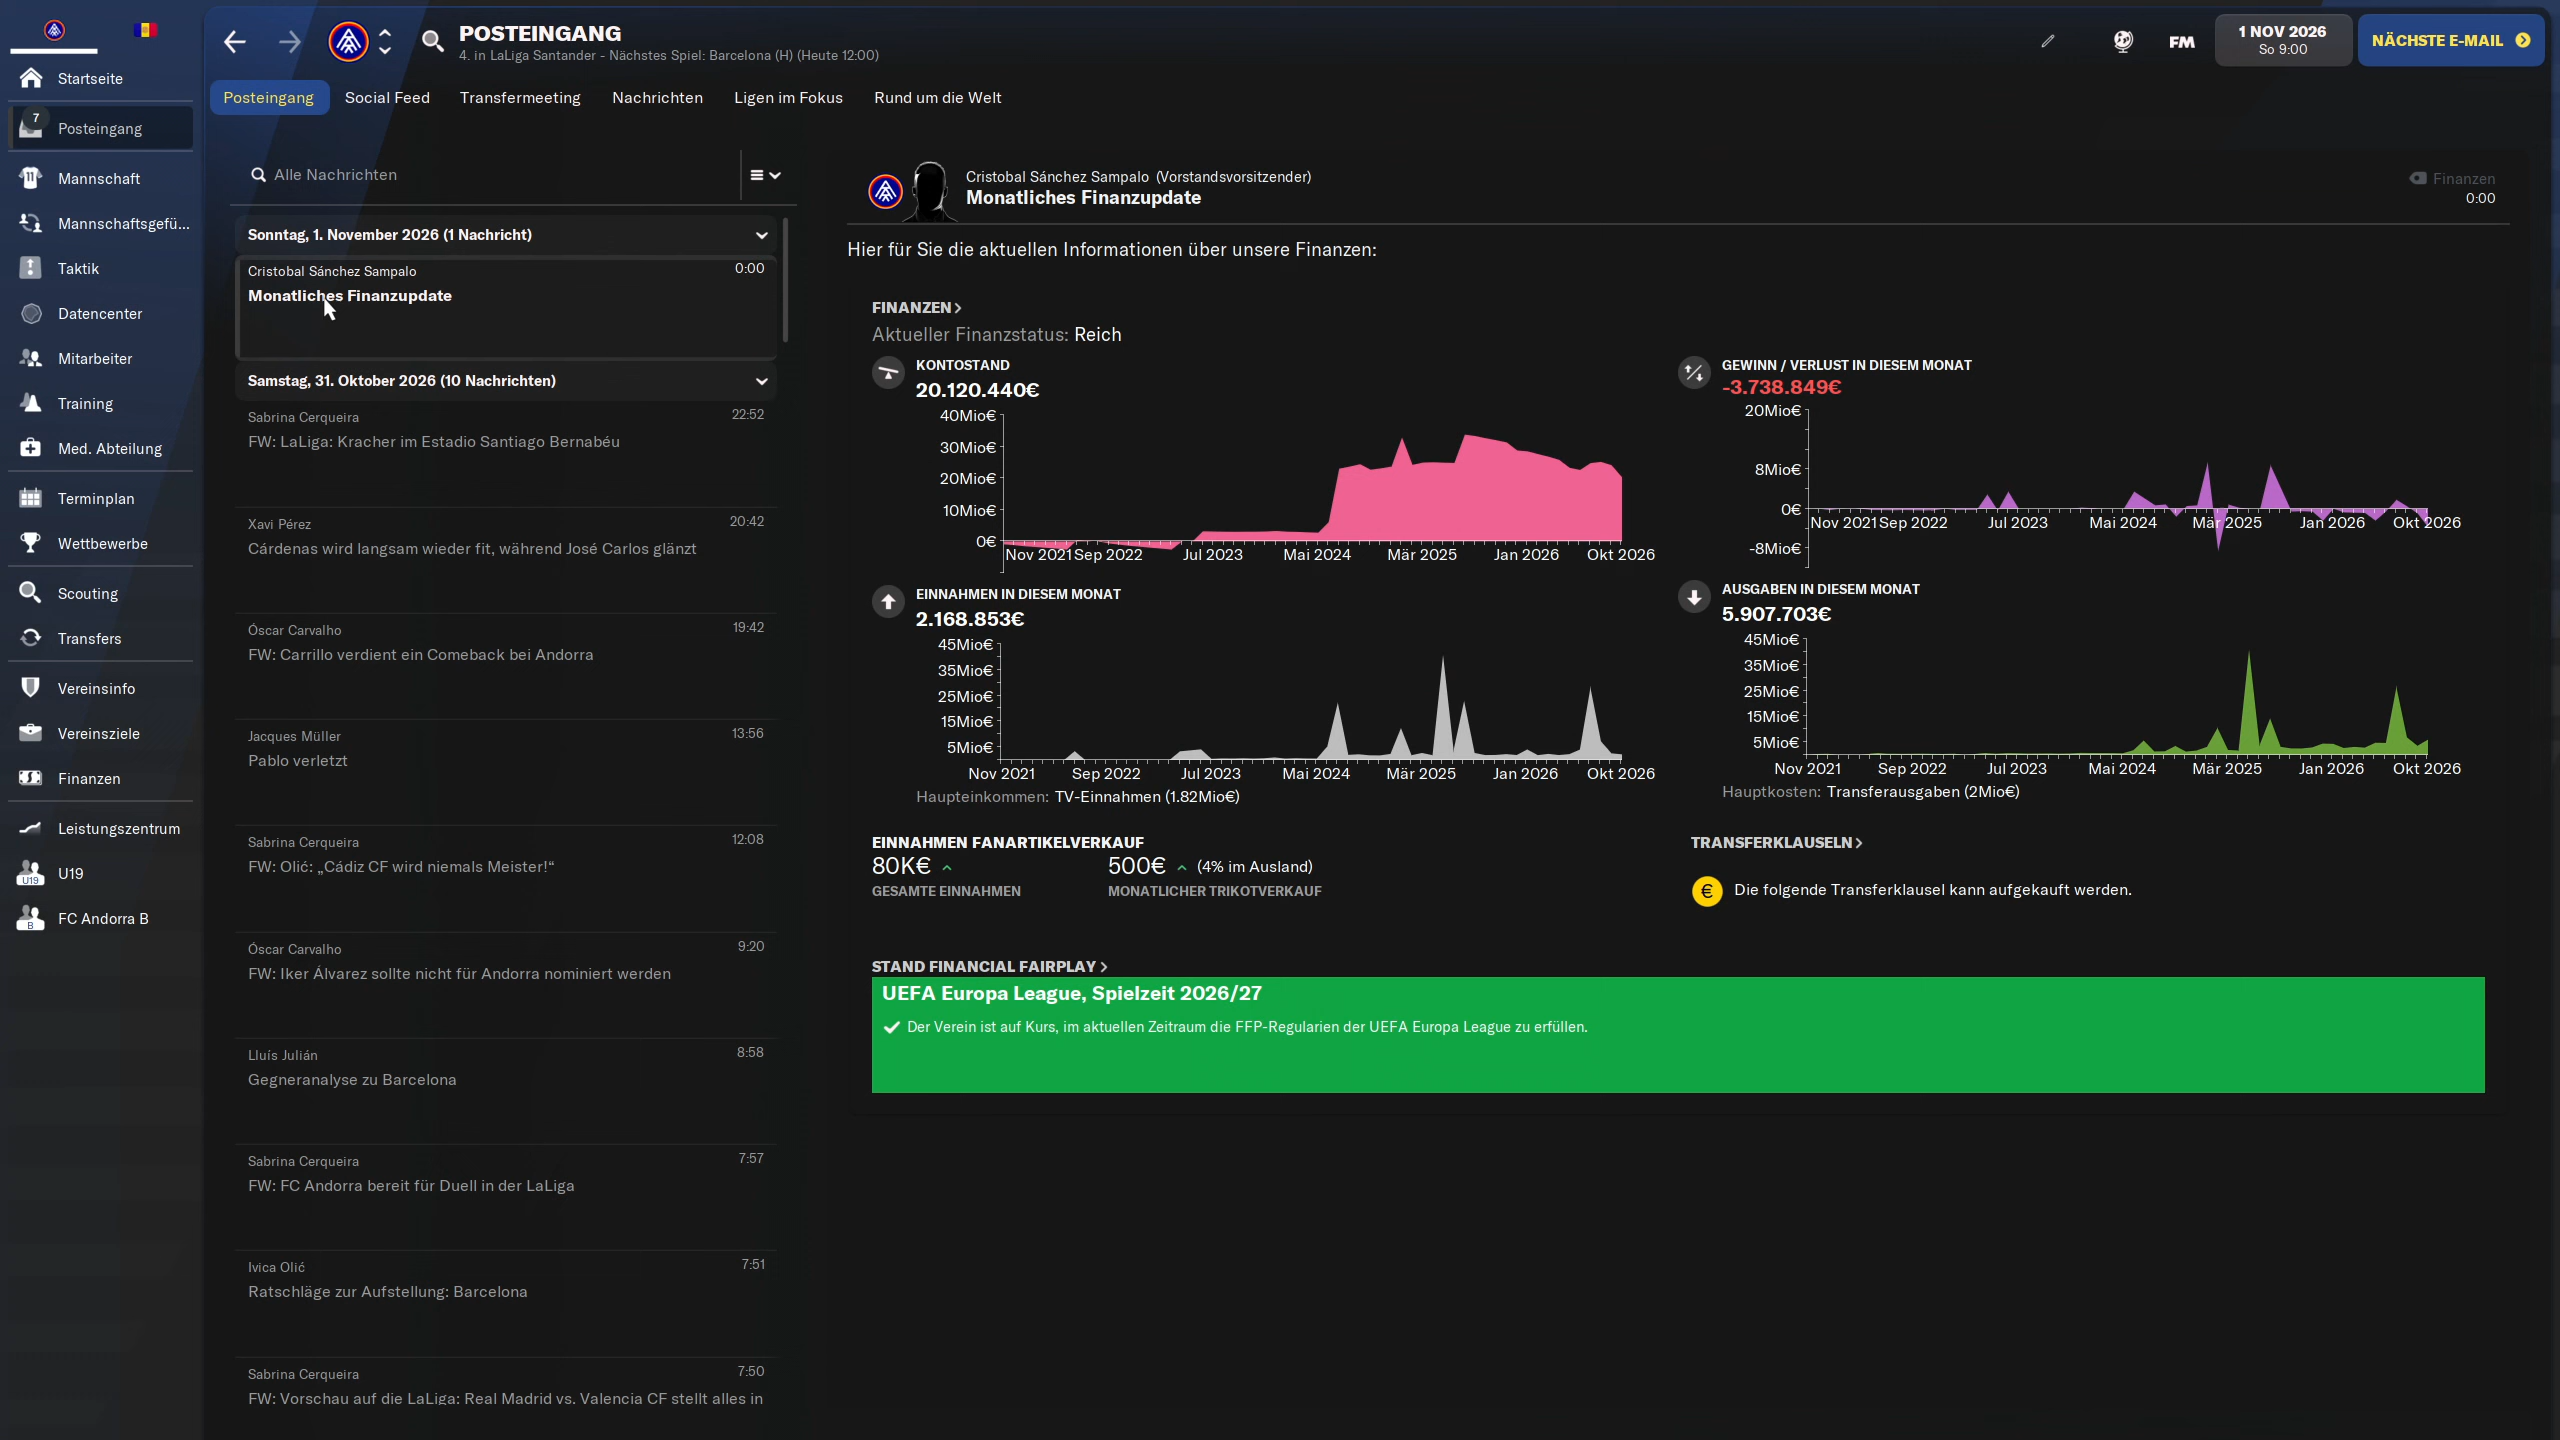 POSTEINGANG
4. in LaLiga Santander - Nächstes Spiel: Barcelona (H) (Heute 12:00)
FM
1 NOV 2026
So 9:00
NÄCHSTE E-MAIL
Startseite
7
Posteingang
Mannschaft
Mannschaftsgefü...
Taktik
Datencenter
Mitarbeiter
Training
Med. Abteilung
Terminplan
Wettbewerbe
Scouting
Transfers
Vereinsinfo
Vereinsziele
Finanzen
Leistungszentrum
U19
U19
B
FC Andorra B
Posteingang
Social Feed
Transfermeeting
Nachrichten
Ligen im Fokus
Rund um die Welt
Alle Nachrichten
Sonntag, 1. November 2026 (1 Nachricht)
Cristobal Sánchez Sampalo
0:00
Monatliches Finanzupdate
Samstag, 31. Oktober 2026 (10 Nachrichten)
Sabrina Cerqueira
22:52
FW: LaLiga: Kracher im Estadio Santiago Bernabéu
Xavi Pérez
20:42
Cárdenas wird langsam wieder fit, während José Carlos glänzt
Óscar Carvalho
19:42
FW: Carrillo verdient ein Comeback bei Andorra
Jacques Müller
13:56
Pablo verletzt
Sabrina Cerqueira
12:08
FW: Olić: „Cádiz CF wird niemals Meister!“
Óscar Carvalho
9:20
FW: Iker Álvarez sollte nicht für Andorra nominiert werden
Lluís Julián
8:58
Gegneranalyse zu Barcelona
Sabrina Cerqueira
7:57
FW: FC Andorra bereit für Duell in der LaLiga
Ivica Olić
7:51
Ratschläge zur Aufstellung: Barcelona
Sabrina Cerqueira
7:50
FW: Vorschau auf die LaLiga: Real Madrid vs. Valencia CF stellt alles in
Cristobal Sánchez Sampalo (Vorstandsvorsitzender)
Monatliches Finanzupdate
Finanzen
0:00
Hier für Sie die aktuellen Informationen über unsere Finanzen:
FINANZEN
Aktueller Finanzstatus: Reich
KONTOSTAND
20.120.440€
40Mio€
30Mio€
20Mio€
10Mio€
0€
Nov 2021 Sep 2022 Jul 2023 Mai 2024 Mär 2025 Jan 2026 Okt 2026
GEWINN / VERLUST IN DIESEM MONAT
-3.738.849€
20Mio€
8Mio€
0€
-8Mio€
Nov 2021 Sep 2022 Jul 2023 Mai 2024 Mär 2025 Jan 2026 Okt 2026
EINNAHMEN IN DIESEM MONAT
2.168.853€
45Mio€
35Mio€
25Mio€
15Mio€
5Mio€
Nov 2021 Sep 2022 Jul 2023 Mai 2024 Mär 2025 Jan 2026 Okt 2026
Haupteinkommen: TV-Einnahmen (1.82Mio€)
AUSGABEN IN DIESEM MONAT
5.907.703€
45Mio€
35Mio€
25Mio€
15Mio€
5Mio€
Nov 2021 Sep 2022 Jul 2023 Mai 2024 Mär 2025 Jan 2026 Okt 2026
Hauptkosten: Transferausgaben (2Mio€)
EINNAHMEN FANARTIKELVERKAUF
80K€
GESAMTE EINNAHMEN
500€ (4% im Ausland)
MONATLICHER TRIKOTVERKAUF
TRANSFERKLAUSELN
€
Die folgende Transferklausel kann aufgekauft werden.
STAND FINANCIAL FAIRPLAY
UEFA Europa League, Spielzeit 2026/27
Der Verein ist auf Kurs, im aktuellen Zeitraum die FFP-Regularien der UEFA Europa League zu erfüllen.